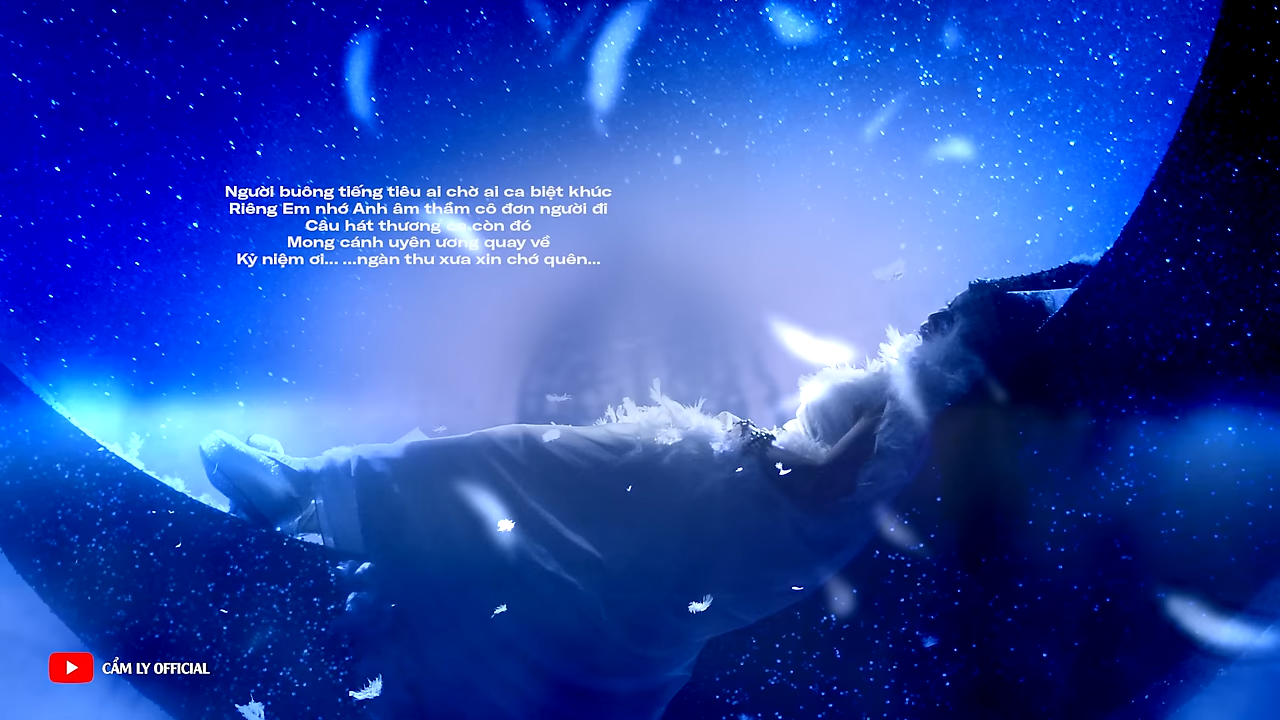 Người buông tiếng tiêu ai chờ ai ca biệt khúc
Riêng Em nhớ Anh âm thầm cô đơn người đi
Câu hát thương ca còn đó
Mong cánh uyên ương quay về
Kỷ niệm ơi... ...ngàn thu xưa xin chớ quên...
CẨM LY OFFICIAL